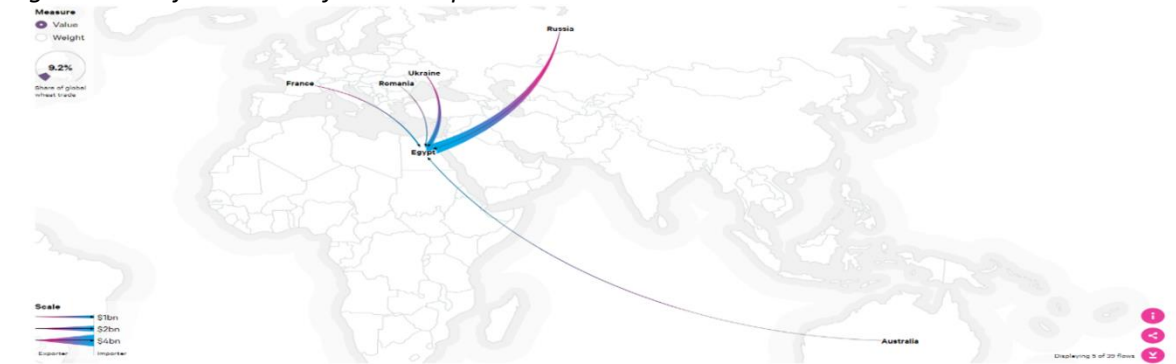 Measure
Value
Weight
9.2%
Share of global
wheat trade
Russia
Ukraine
France
Romania
Egypt
Australia
Scale
$1bn
$2bn
$4bn
Exporter Importer
Displaying 5 of 35 flows